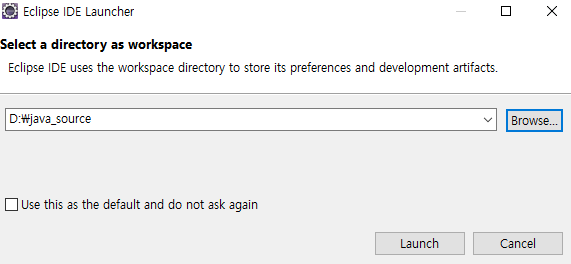 Eclipse IDE Launcher
Select a directory as workspace
Eclipse IDE uses the workspace directory to store its preferences and development artifacts.
D:₩java_source
Browse...
Use this as the default and do not ask again
Launch
Cancel